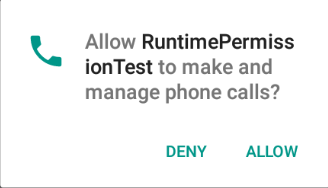 Allow RuntimePermiss
ionTest to make and
manage phone calls?
DENY ALLOW